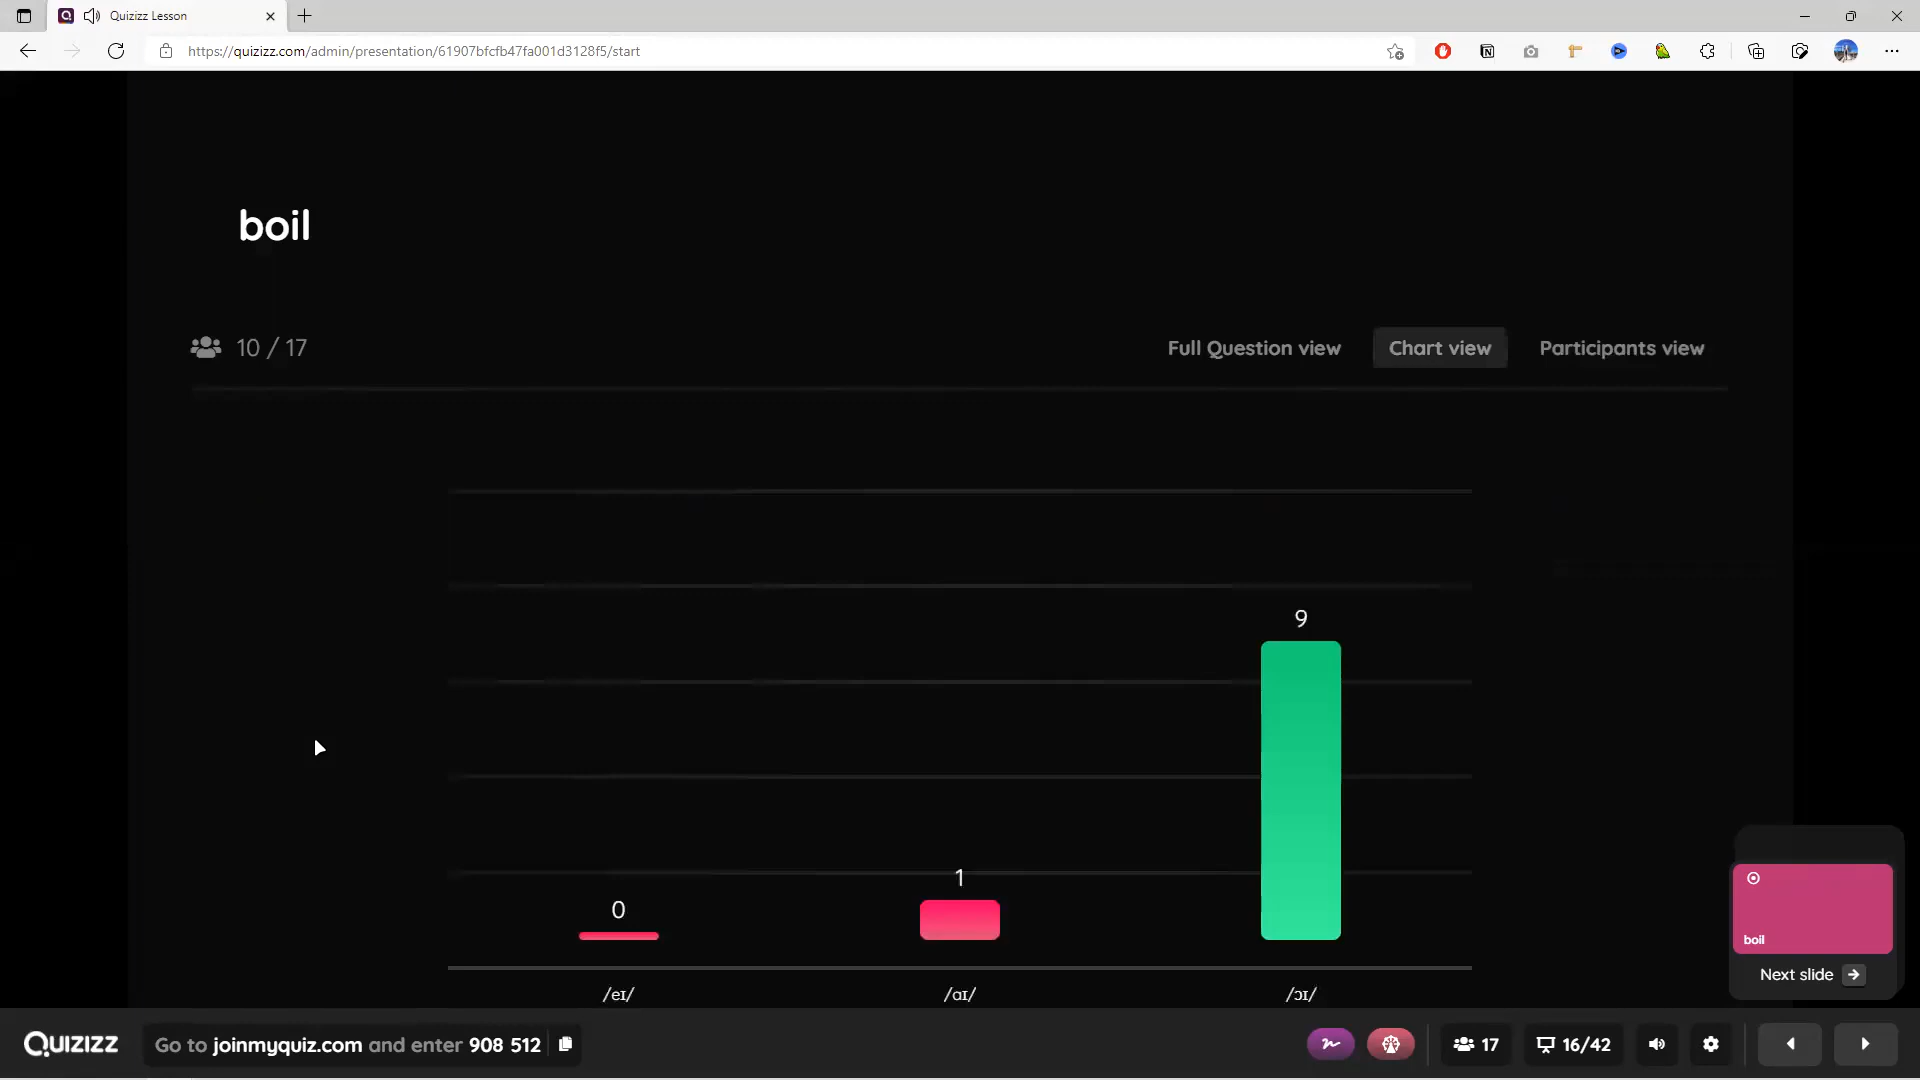 Quizizz Lesson
https://quizizz.com/admin/presentation/61907bfcfb47fa001d3128f5/start
boil
10 / 17
Full Question view
Chart view
Participants view
9
1
0
/eɪ/
/ɑɪ/
/ɔɪ/
boil
Next slide
QUIZIZZ
Go to joinmyquiz.com and enter 908 512
17
16/42